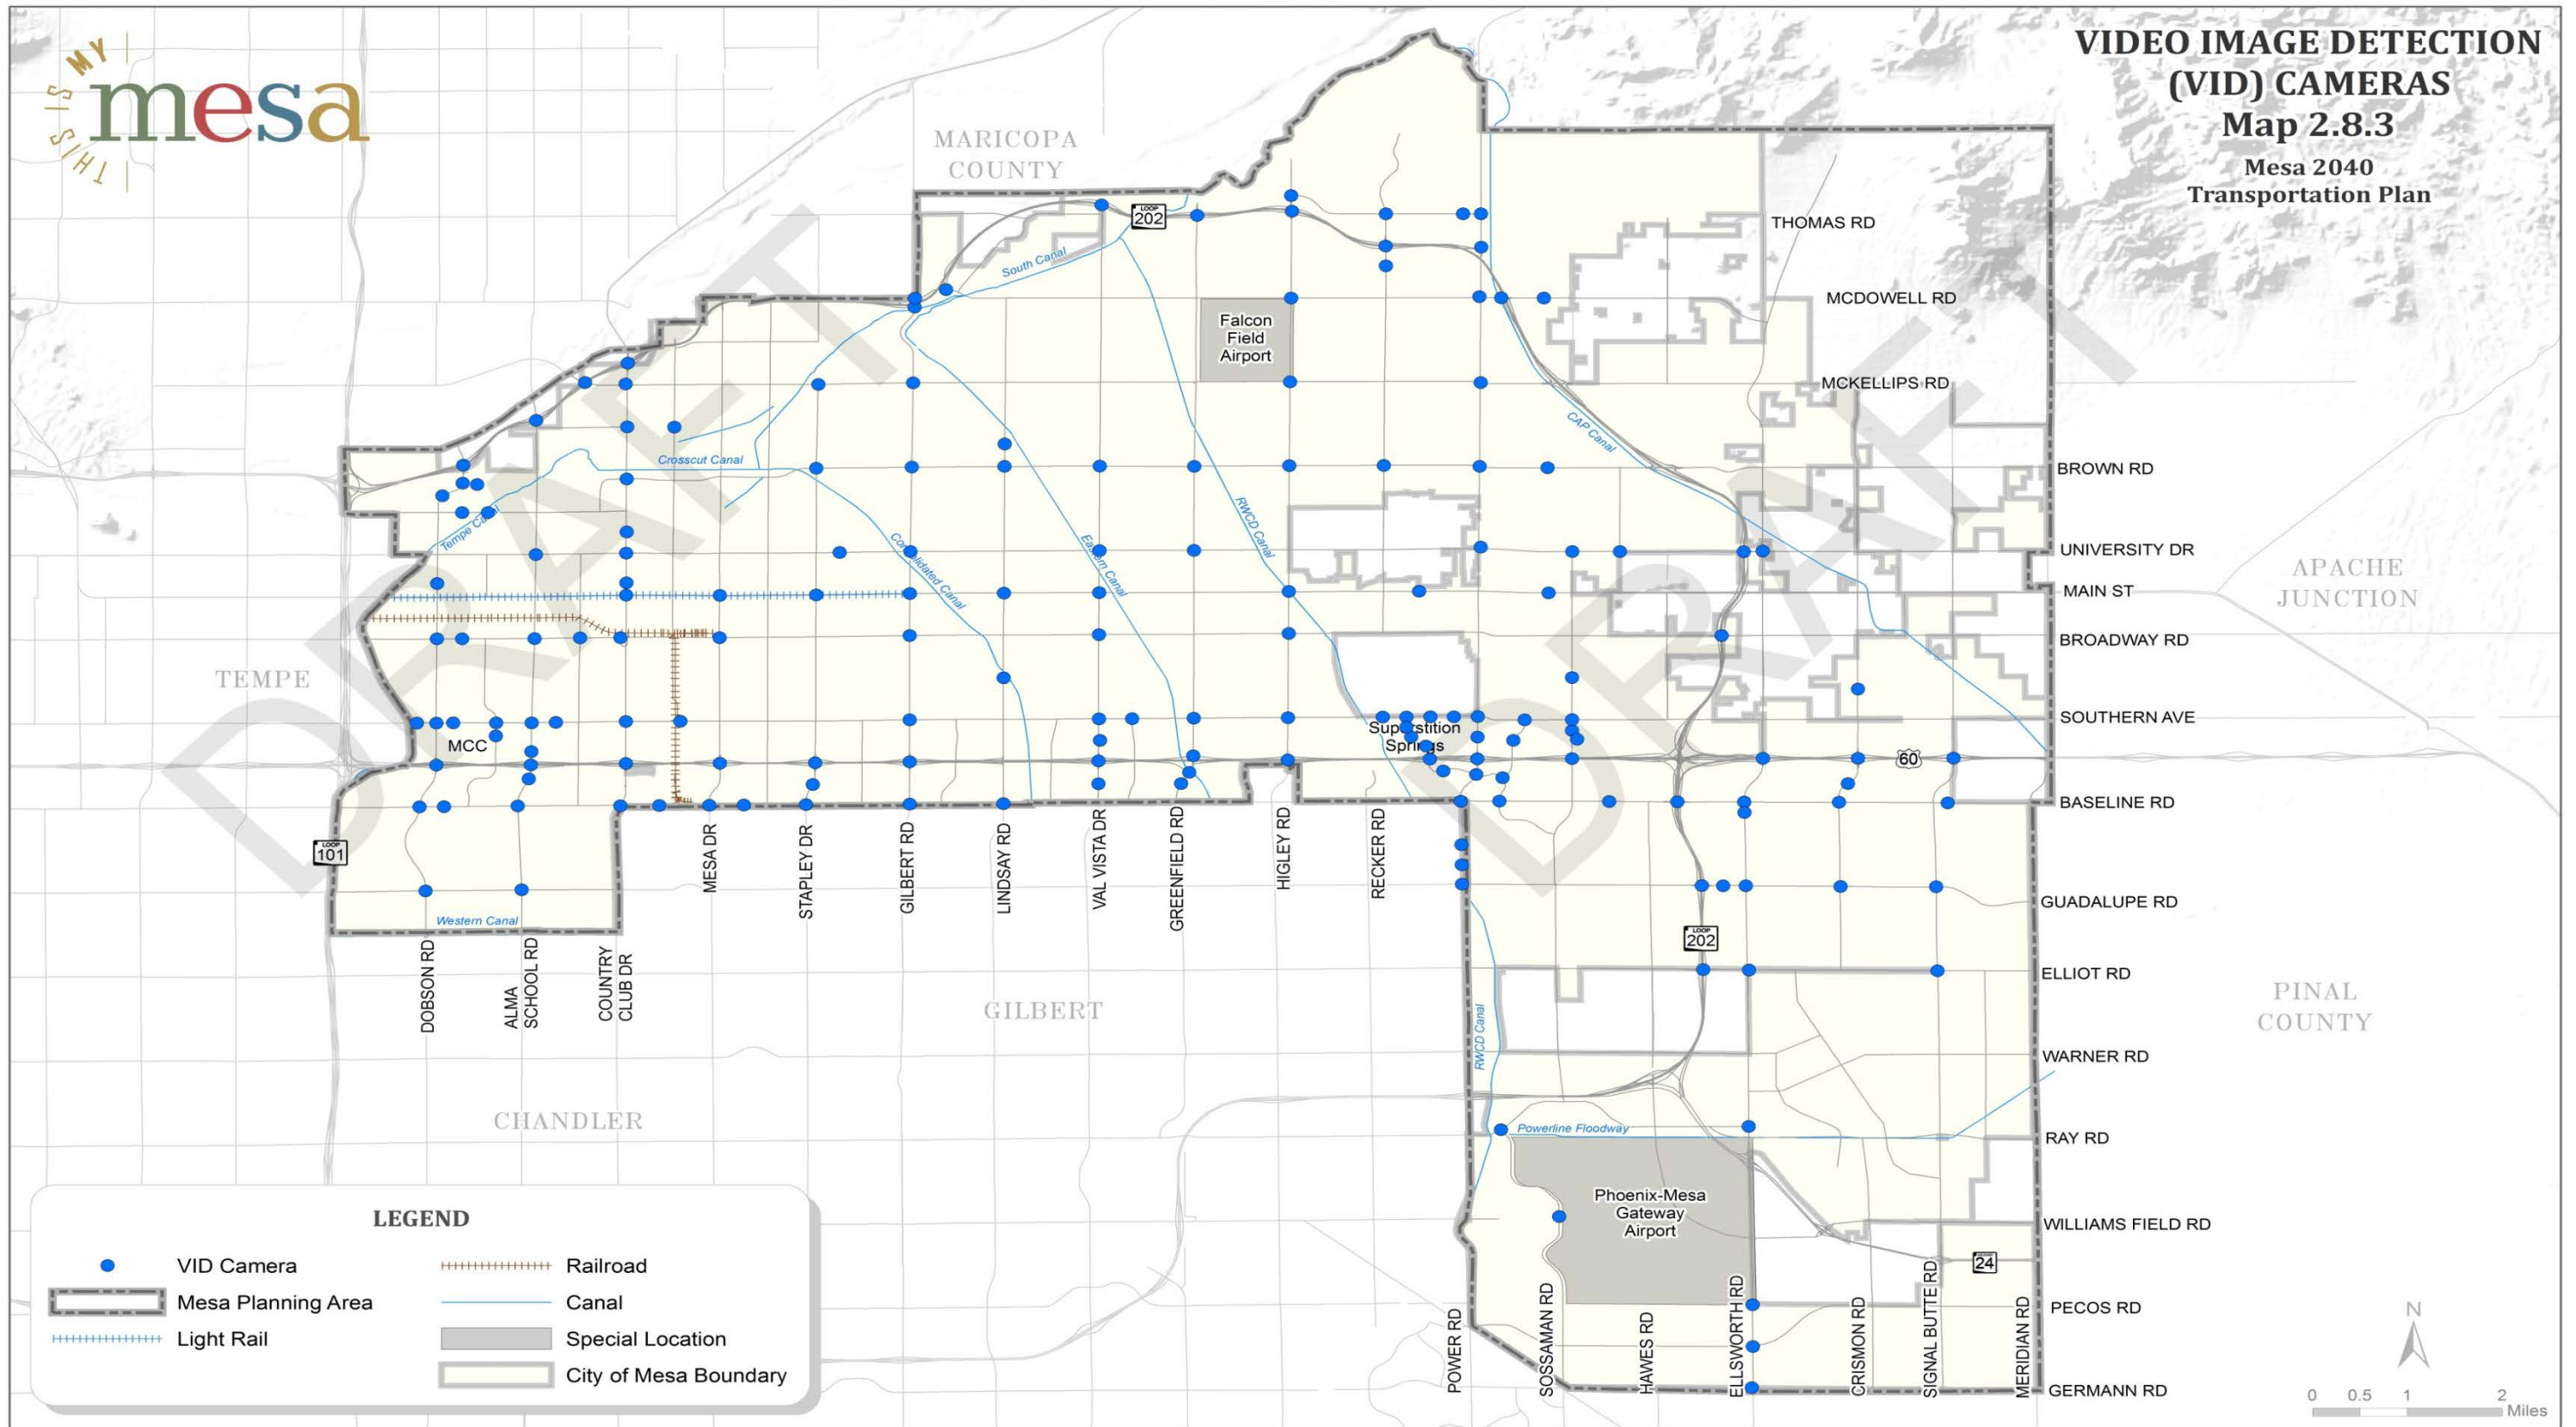 THIS IS MY
mesa
VIDEO IMAGE DETECTION
(VID) CAMERAS
Map 2.8.3
Mesa 2040
Transportation Plan
MARICOPA
COUNTY
LOOP
202
South Canal
THOMAS RD
MCDOWELL RD
MCKELLIPS RD
BROWN RD
UNIVERSITY DR
MAIN ST
BROADWAY RD
SOUTHERN AVE
BASELINE RD
GUADALUPE RD
ELLIOT RD
WARNER RD
RAY RD
WILLIAMS FIELD RD
PECOS RD
GERMANN RD
Falcon
Field
Airport
CAP Canal
Crosscut Canal
Tempe Canal
Consolidated Canal
Eastern Canal
RWCD Canal
DRAFT
DRAFT
APACHE
JUNCTION
TEMPE
MCC
Superstition
Springs
60
LOOP
101
Western Canal
DOBSON RD
ALMA
SCHOOL RD
COUNTRY
CLUB DR
MESA DR
STAPLEY DR
GILBERT RD
LINDSAY RD
VAL VISTA DR
GREENFIELD RD
HIGLEY RD
RECKER RD
LOOP
202
GILBERT
CHANDLER
PINAL
COUNTY
RWCD Canal
Powerline Floodway
Phoenix-Mesa
Gateway
Airport
24
POWER RD
SOSSAMAN RD
HAWES RD
ELLSWORTH RD
CRISMON RD
SIGNAL BUTTE RD
MERIDIAN RD
LEGEND
VID Camera
Mesa Planning Area
Light Rail
Railroad
Canal
Special Location
City of Mesa Boundary
N
0 0.5 1 2
Miles